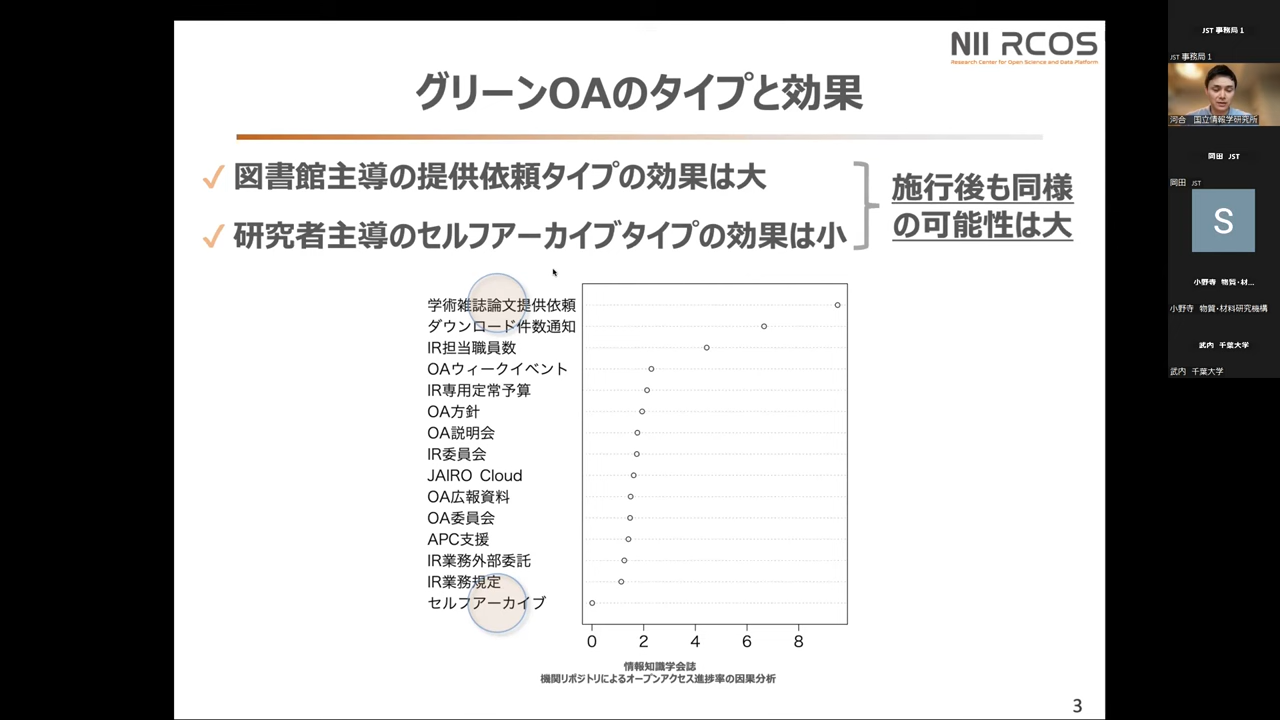 NII RCOS
Research Center for Open Science and Data Platform
グリーンOAのタイプと効果
✓ 図書館主導の提供依頼タイプの効果は大
✓ 研究者主導のセルフアーカイブタイプの効果は小
施行後も同様
の可能性は大
学術雑誌論文提供依頼
ダウンロード件数通知
IR担当職員数
OAウィークイベント
IR専用定常予算
OA方針
OA説明会
IR委員会
JAIRO Cloud
OA広報資料
OA委員会
APC支援
IR業務外部委託
IR業務規定
セルフアーカイブ
0 2 4 6 8
情報知識学会誌
機関リポジトリによるオープンアクセス進捗率の因果分析
3
JST 事務局 1
JST 事務局 1
河合 国立情報学研究所
岡田 JST
岡田 JST
S
小野寺 物質・材...
小野寺 物質・材料研究機構
武内 千葉大学
武内 千葉大学